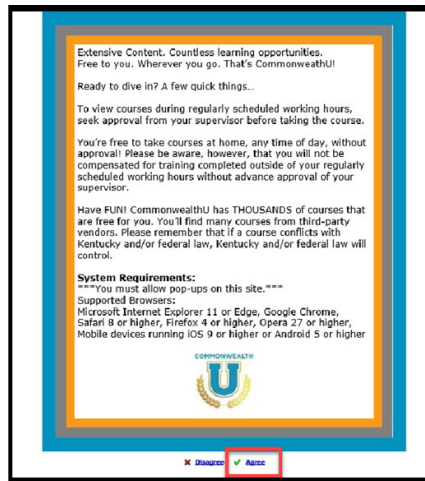 Extensive Content. Countless learning opportunities.
Free to you. Wherever you go. That's CommonweathU!
Ready to dive in? A few quick things...
To view courses during regularly scheduled working hours,
seek approval from your supervisor before taking the course.
You're free to take courses at home, any time of day, without
approval! Please be aware, however, that you will not be
compensated for training completed outside of your regularly
scheduled working hours without advance approval of your
supervisor.
Have FUN! CommonwealthU has THOUSANDS of courses that
are free for you. You'll find many courses from third-party
vendors. Please remember that if a course conflicts with
Kentucky and/or federal law, Kentucky and/or federal law will
control.
System Requirements:
***You must allow pop-ups on this site.***
Supported Browsers:
Microsoft Internet Explorer 11 or Edge, Google Chrome,
Safari 8 or higher, Firefox 4 or higher, Opera 27 or higher,
Mobile devices running iOS 9 or higher or Android 5 or higher
COMMONWEALTH
U
Disagree Agree